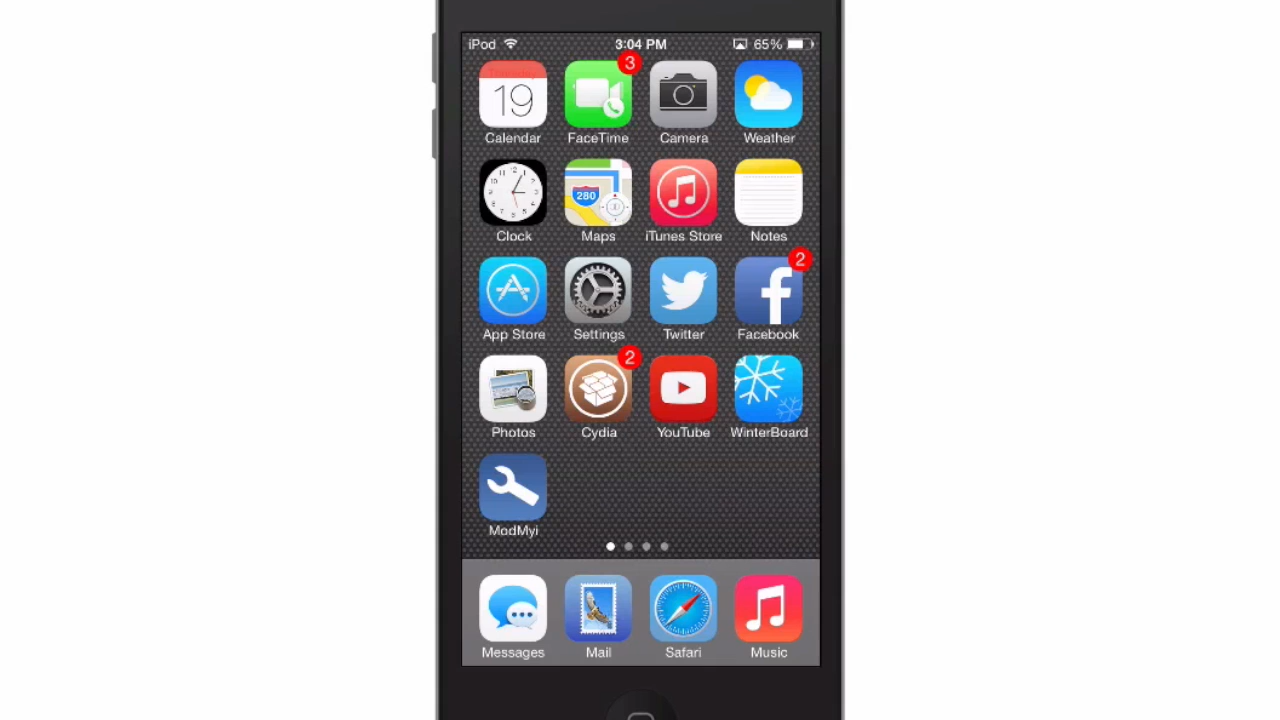 iPod 3:04 PM 65%
3
19
Calendar FaceTime Camera Weather
280
Clock Maps iTunes Store Notes
2
App Store Settings Twitter Facebook
2
Photos Cydia YouTube WinterBoard
ModMyi
Messages Mail Safari Music